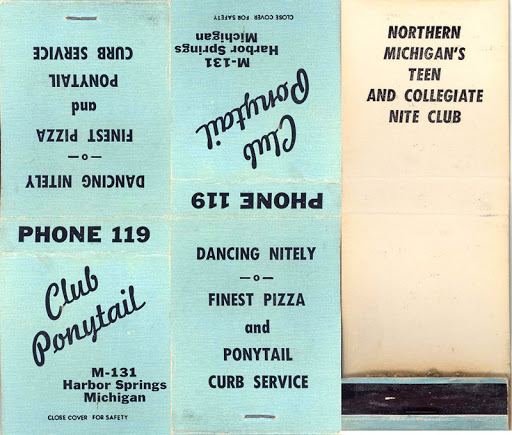 DANCING NITELY
—o—
FINEST PIZZA
and
PONYTAIL
CURB SERVICE
PHONE 119
Club
Ponytail
M-131
Harbor Springs
Michigan
CLOSE COVER FOR SAFETY
CLOSE COVER FOR SAFETY
M-131
Harbor Springs
Michigan
Club
Ponytail
PHONE 119
DANCING NITELY
—o—
FINEST PIZZA
and
PONYTAIL
CURB SERVICE
NORTHERN
MICHIGAN'S
TEEN
AND COLLEGIATE
NITE CLUB